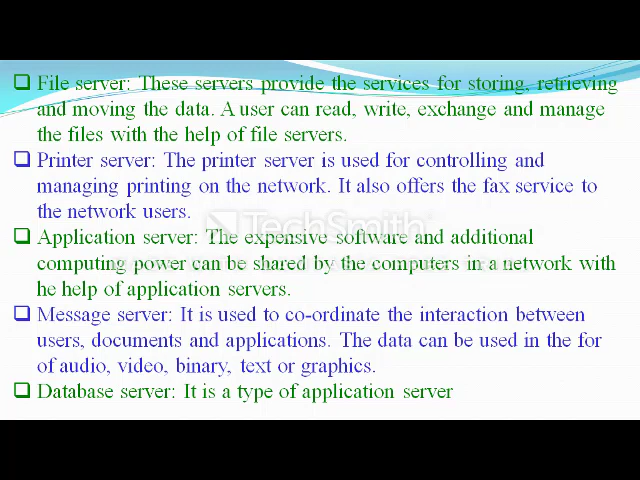 ❑ File server: These servers provide the services for storing, retrieving
and moving the data. A user can read, write, exchange and manage
the files with the help of file servers.
❑ Printer server: The printer server is used for controlling and
managing printing on the network. It also offers the fax service to
the network users.
❑ Application server: The expensive software and additional
computing power can be shared by the computers in a network with
he help of application servers.
❑ Message server: It is used to co-ordinate the interaction between
users, documents and applications. The data can be used in the for
of audio, video, binary, text or graphics.
❑ Database server: It is a type of application server
TechSmith